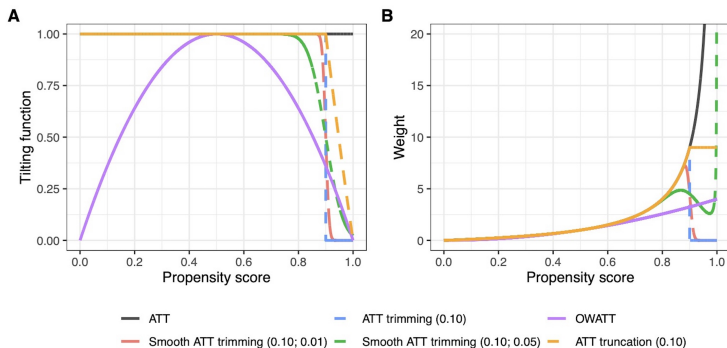 A
B
1.00
0.75
0.50
0.25
0.00
Tilting function
0.0 0.2 0.4 0.6 0.8 1.0
Propensity score
20
15
10
5
0
Weight
0.0 0.2 0.4 0.6 0.8 1.0
Propensity score
ATT
ATT trimming (0.10)
OWATT
Smooth ATT trimming (0.10; 0.01)
Smooth ATT trimming (0.10; 0.05)
ATT truncation (0.10)